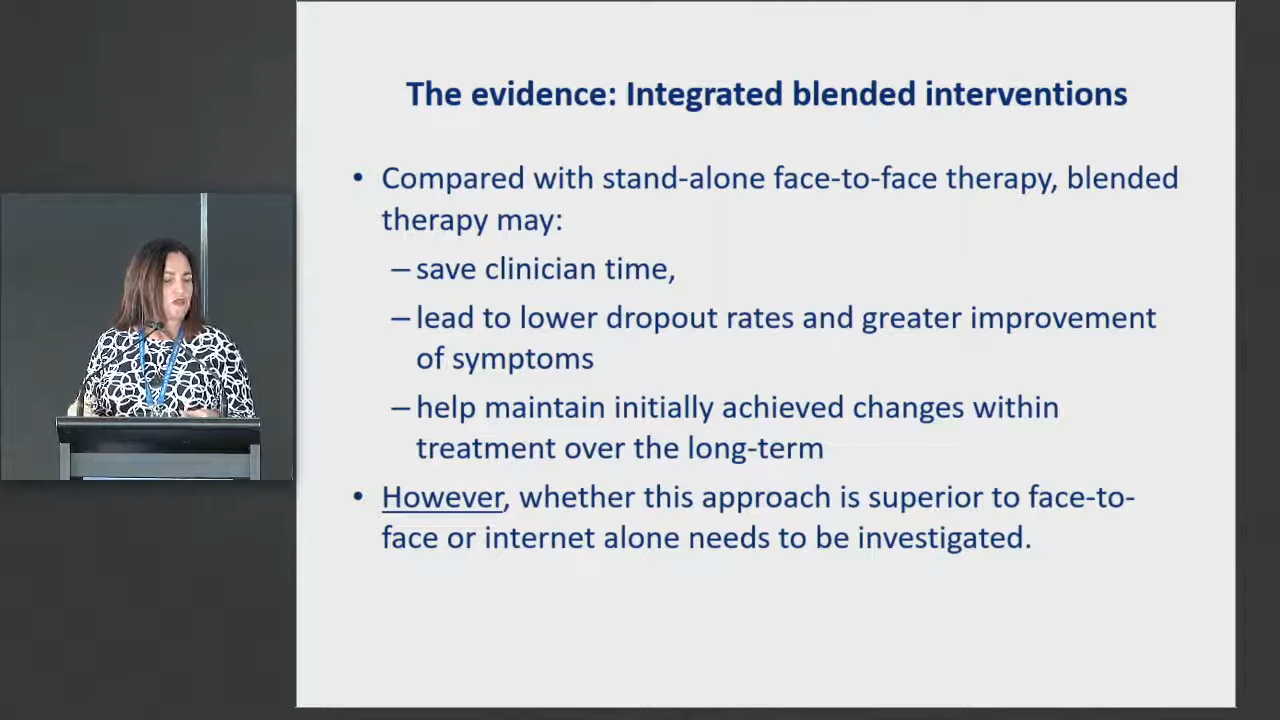 The evidence: Integrated blended interventions
• Compared with stand-alone face-to-face therapy, blended
therapy may:
– save clinician time,
– lead to lower dropout rates and greater improvement
of symptoms
– help maintain initially achieved changes within
treatment over the long-term
• However, whether this approach is superior to face-to-
face or internet alone needs to be investigated.